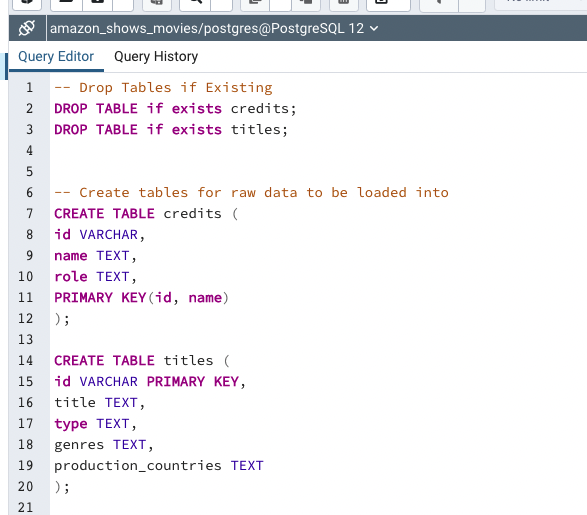 amazon_shows_movies/postgres@PostgreSQL 12
Query Editor Query History
1 -- Drop Tables if Existing
2 DROP TABLE if exists credits;
3 DROP TABLE if exists titles;
4
5
6 -- Create tables for raw data to be loaded into
7 CREATE TABLE credits (
8 id VARCHAR,
9 name TEXT,
10 role TEXT,
11 PRIMARY KEY(id, name)
12 );
13
14 CREATE TABLE titles (
15 id VARCHAR PRIMARY KEY,
16 title TEXT,
17 type TEXT,
18 genres TEXT,
19 production_countries TEXT
20 );
21